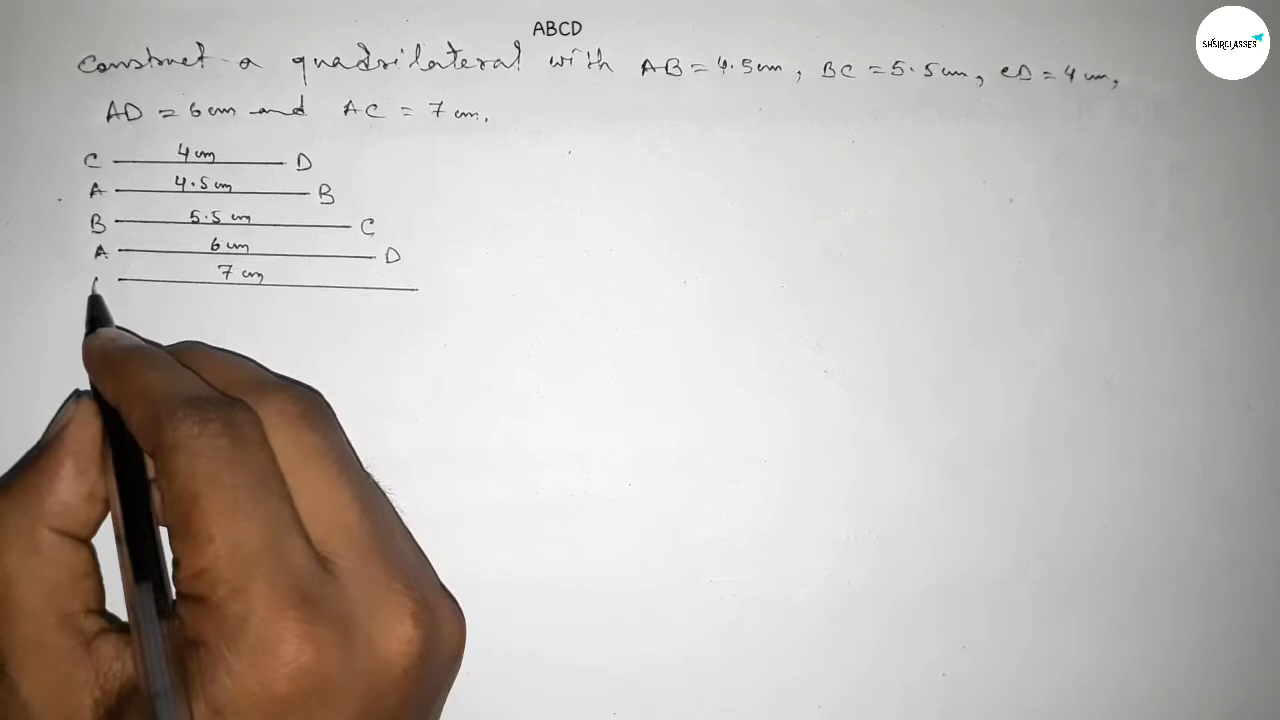 ABCD
SHSIRCLASSES
Construct a quadrilateral with AB = 4.5cm, BC = 5.5cm, CD = 4cm,
AD = 6cm and AC = 7cm.
C 4cm D
A 4.5cm B
B 5.5cm C
A 6cm D
7cm